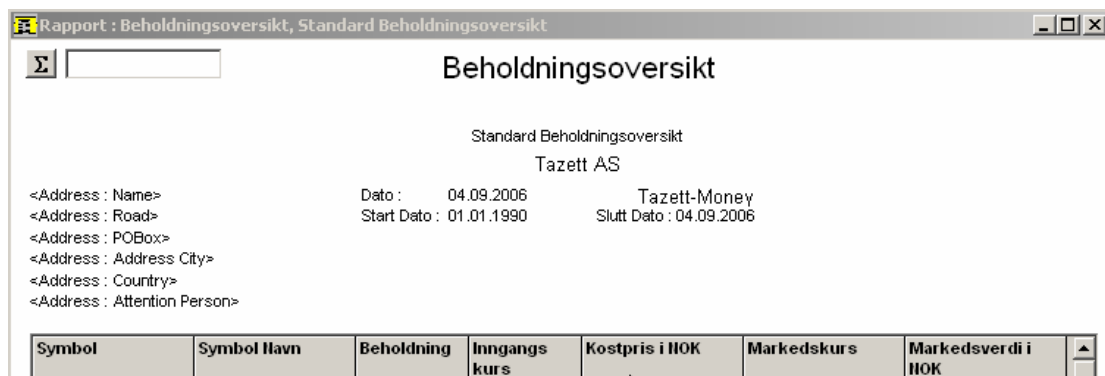 Rapport : Beholdningsoversikt, Standard Beholdningsoversikt
Σ
Beholdningsoversikt
Standard Beholdningsoversikt
Tazett AS
<Address : Name> Dato : 04.09.2006 Tazett-Money
<Address : Road> Start Dato : 01.01.1990 Slutt Dato : 04.09.2006
<Address : POBox>
<Address : Address City>
<Address : Country>
<Address : Attention Person>
Symbol Symbol Navn Beholdning Inngangs Kostpris i NOK Markedskurs Markedsverdi i
kurs NOK